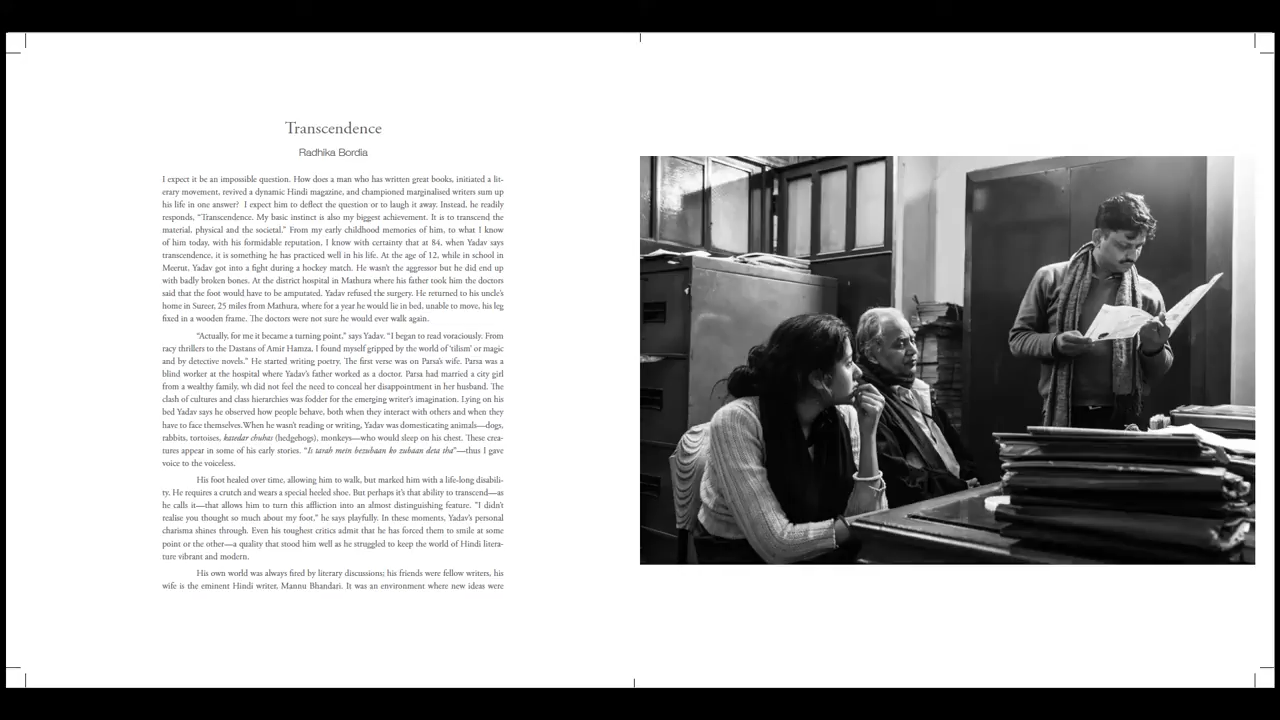 Transcendence
Radhika Bordia
I expect it be an impossible question. How does a man who has written great books, initiated a lit-
erary movement, revived a dynamic Hindi magazine, and championed marginalised writers sum up
his life in one answer?  I expect him to deflect the question or to laugh it away. Instead, he readily
responds, “Transcendence. My basic instinct is also my biggest achievement. It is to transcend the
material, physical and the societal.” From my early childhood memories of him, to what I know
of him today, with his formidable reputation, I know with certainty that at 84, when Yadav says
transcendence, it is something he has practiced well in his life. At the age of 12, while in school in
Meerut, Yadav got into a fight during a hockey match. He wasn’t the aggressor but he did end up
with badly broken bones. At the district hospital in Mathura where his father took him the doctors
said that the foot would have to be amputated, Yadav refused the surgery. He returned to his uncle’s
home in Sureer, 25 miles from Mathura, where for a year he would lie in bed, unable to move, his leg
fixed in a wooden frame. The doctors were not sure he would ever walk again.
“Actually, for me it became a turning point,” says Yadav. “I began to read voraciously. From
racy thrillers to the Dastans of Amir Hamza, I found myself gripped by the world of ‘tilism’ or magic
and by detective novels.” He started writing poetry. The first verse was on Parsa’s wife. Parsa was a
blind worker at the hospital where Yadav’s father worked as a doctor. Parsa had married a city girl
from a wealthy family, wh did not feel the need to conceal her disappointment in her husband. The
clash of cultures and class hierarchies was fodder for the emerging writer’s imagination. Lying on his
bed Yadav says he observed how people behave, both when they interact with others and when they
have to face themselves.When he wasn’t reading or writing, Yadav was domesticating animals—dogs,
rabbits, tortoises, katedar chuhas (hedgehogs), monkeys—who would sleep on his chest. These crea-
tures appear in some of his early stories. “Is tarah mein bezubaan ko zubaan deta tha”—thus I gave
voice to the voiceless.
His foot healed over time, allowing him to walk, but marked him with a life-long disabili-
ty. He requires a crutch and wears a special heeled shoe. But perhaps it’s that ability to transcend—as
he calls it—that allows him to turn this affliction into an almost distinguishing feature. “I didn’t
realise you thought so much about my foot,” he says playfully. In these moments, Yadav’s personal
charisma shines through. Even his toughest critics admit that he has forced them to smile at some
point or the other—a quality that stood him well as he struggled to keep the world of Hindi litera-
ture vibrant and modern.
His own world was always fired by literary discussions; his friends were fellow writers, his
wife is the eminent Hindi writer, Mannu Bhandari. It was an environment where new ideas were